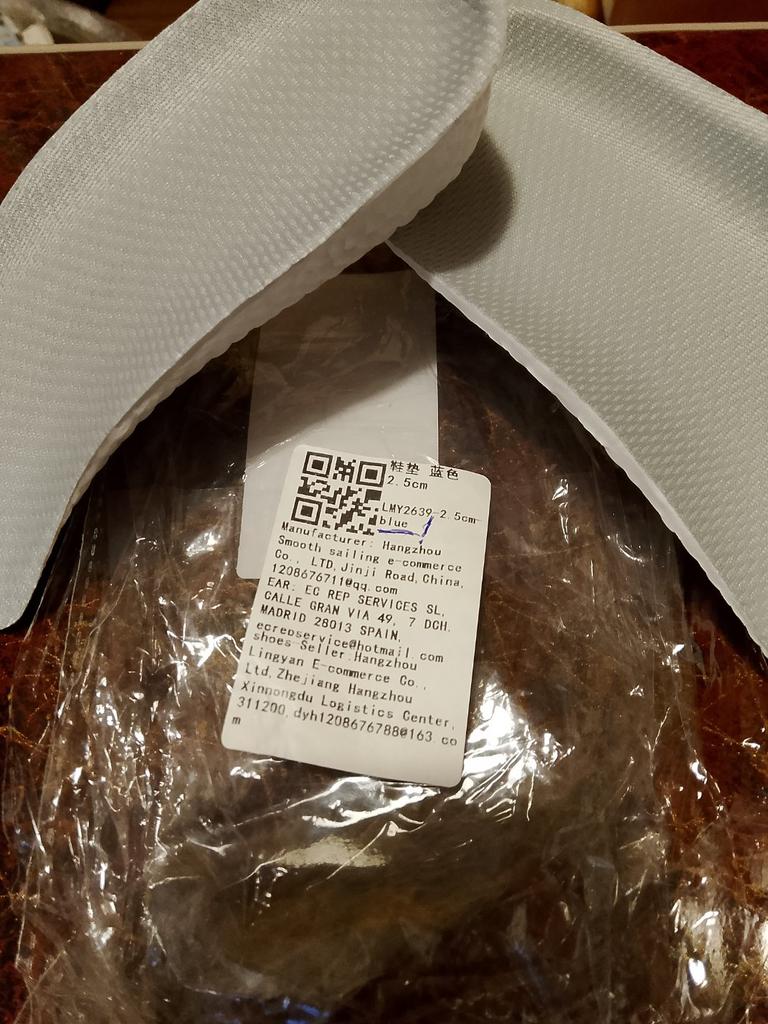 鞋垫 蓝色
2.5cm
LMY2639-2.5cm-
blue
Manufacturer: Hangzhou
Smooth sailing e-commerce
Co., LTD,Jinji Road,China,
1208676711@qq.com
EAR: EC REP SERVICES SL,
CALLE GRAN VIA 49, 7 DCH.
MADRID 28013 SPAIN,
ecrepservice@hotmail.com
shoes Seller:Hangzhou
Lingyan E-commerce Co.,
Ltd,Zhejiang Hangzhou
Xinnongdu Logistics Center,
311200,dyh1208676788@163.co
m